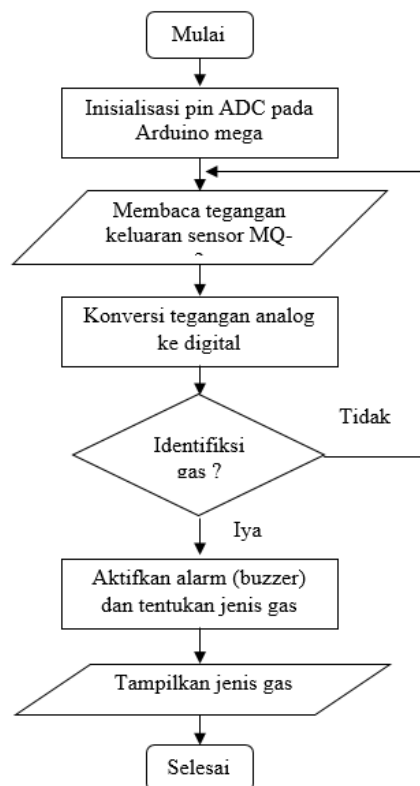 Mulai
Inisialisasi pin ADC pada
Arduino mega
Membaca tegangan
keluaran sensor MQ-
Konversi tegangan analog
ke digital
Tidak
Identifiksi
gas ?
Iya
Aktifkan alarm (buzzer)
dan tentukan jenis gas
Tampilkan jenis gas
Selesai